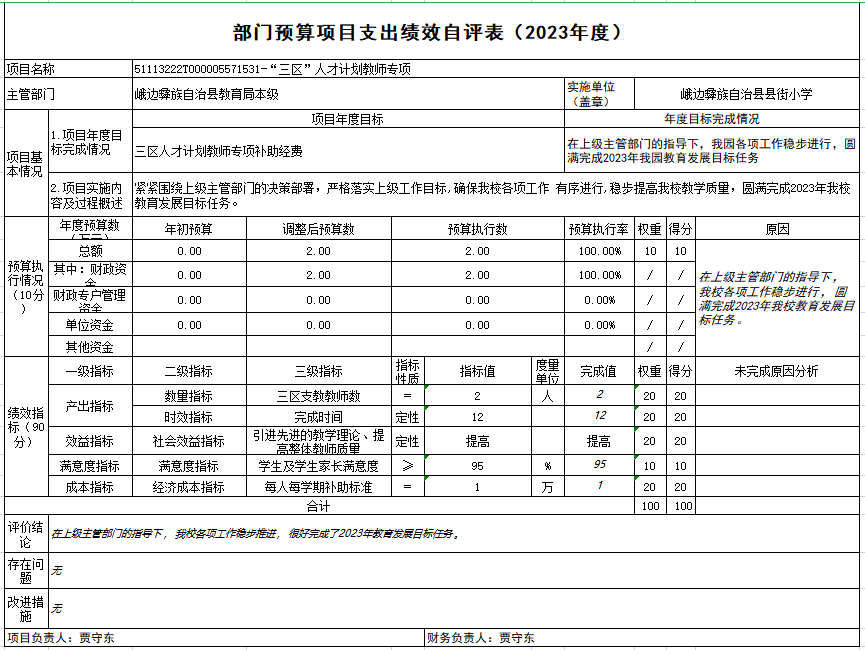 部门预算项目支出绩效自评表（2023年度）
项目名称 51113222T000005571531-“三区”人才计划教师专项
主管部门 峨边彝族自治县教育局本级 实施单位（盖章） 峨边彝族自治县县街小学
项目基本情况 1.项目年度目标完成情况 项目年度目标 年度目标完成情况
三区人才计划教师专项补助经费 在上级主管部门的指导下，我园各项工作稳步进行，圆满完成2023年我园教育发展目标任务
2.项目实施内容及过程概述 紧紧围绕上级主管部门的决策部署，严格落实上级工作目标,确保我校各项工作 有序进行,稳步提高我校教学质量，圆满完成2023年我校教育发展目标任务。
预算执行情况（10分） 年度预算数 年初预算 调整后预算数 预算执行数 预算执行率 权重 得分 原因
总额 0.00 2.00 2.00 100.00% 10 10 在上级主管部门的指导下，我校各项工作稳步进行，圆满完成2023年我校教育发展目标任务。
其中：财政资金 0.00 2.00 2.00 100.00% / /
财政专户管理资金 0.00 0.00 0.00 0.00% / /
单位资金 0.00 0.00 0.00 0.00% / /
其他资金 / /
绩效指标（90分） 一级指标 二级指标 三级指标 指标性质 指标值 度量单位 完成值 权重 得分 未完成原因分析
产出指标 数量指标 三区支教教师数 = 2 人 2 20 20
时效指标 完成时间 定性 12 12 20 20
效益指标 社会效益指标 引进先进的教学理论、提高整体教师质量 定性 提高 提高 20 20
满意度指标 满意度指标 学生及学生家长满意度 ≥ 95 % 95 10 10
成本指标 经济成本指标 每人每学期补助标准 = 1 万 1 20 20
合计 100 100
评价结论 在上级主管部门的指导下，我校各项工作稳步推进，很好完成了2023年教育发展目标任务。
存在问题 无
改进措施 无
项目负责人：贾守东 财务负责人：贾守东